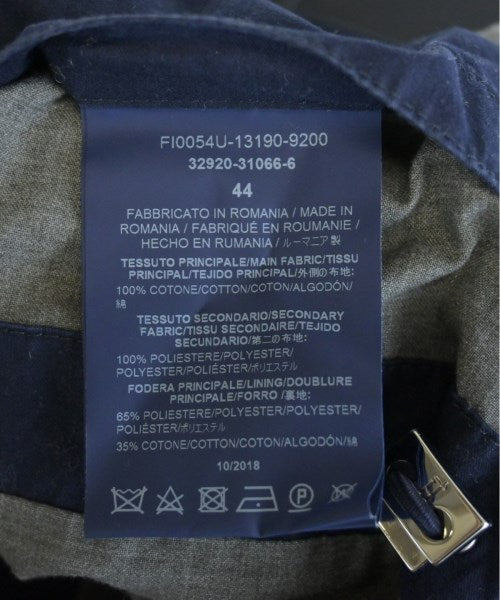 FI0054U-13190-9200
32920-31066-6
44
FABBRICATO IN ROMANIA / MADE IN
ROMANIA / FABRIQUÉ EN ROUMANIE /
HECHO EN RUMANIA / ルーマニア製
TESSUTO PRINCIPALE/MAIN FABRIC/TISSU
PRINCIPAL/TEJIDO PRINCIPAL/外側の布地:
100% COTONE/COTTON/COTON/ALGODÓN/
綿
TESSUTO SECONDARIO/SECONDARY
FABRIC/TISSU SECONDAIRE/TEJIDO
SECUNDARIO/第二の布地:
100% POLIESTERE/POLYESTER/
POLYESTER/POLIÉSTER/ポリエステル
FODERA PRINCIPALE/LINING/DOUBLURE
PRINCIPALE/FORRO /裏地:
65% POLIESTERE/POLYESTER/POLYESTER/
POLIÉSTER/ポリエステル
35% COTONE/COTTON/COTON/ALGODÓN/綿
10/2018
P